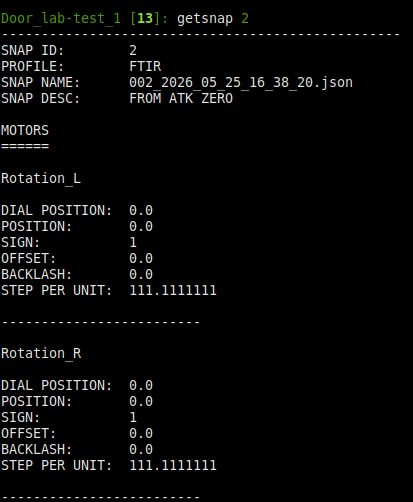 Door_lab-test_1 [13]: getsnap 2
--------------------------------------------------
SNAP ID:        2
PROFILE:        FTIR
SNAP NAME:      002_2026_05_25_16_38_20.json
SNAP DESC:      FROM ATK ZERO
MOTORS
======
Rotation_L
DIAL POSITION:  0.0
POSITION:       0.0
SIGN:           1
OFFSET:         0.0
BACKLASH:       0.0
STEP PER UNIT:  111.1111111
-------------------------
Rotation_R
DIAL POSITION:  0.0
POSITION:       0.0
SIGN:           1
OFFSET:         0.0
BACKLASH:       0.0
STEP PER UNIT:  111.1111111
-------------------------